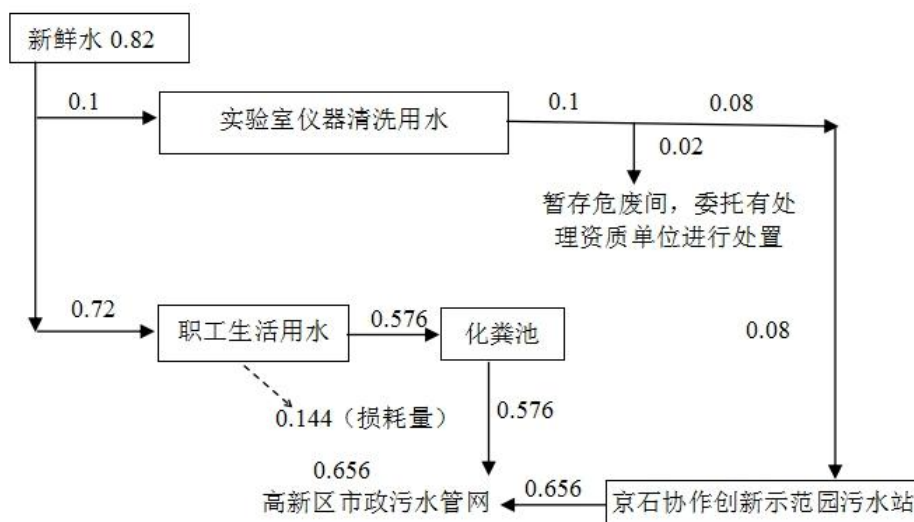 新鲜水 0.82
0.1
实验室仪器清洗用水
0.1
0.08
0.02
暂存危废间，委托有处
理资质单位进行处置
0.72
职工生活用水
0.576
化粪池
0.08
0.144（损耗量）
0.576
0.656
高新区市政污水管网
0.656
京石协作创新示范园污水站